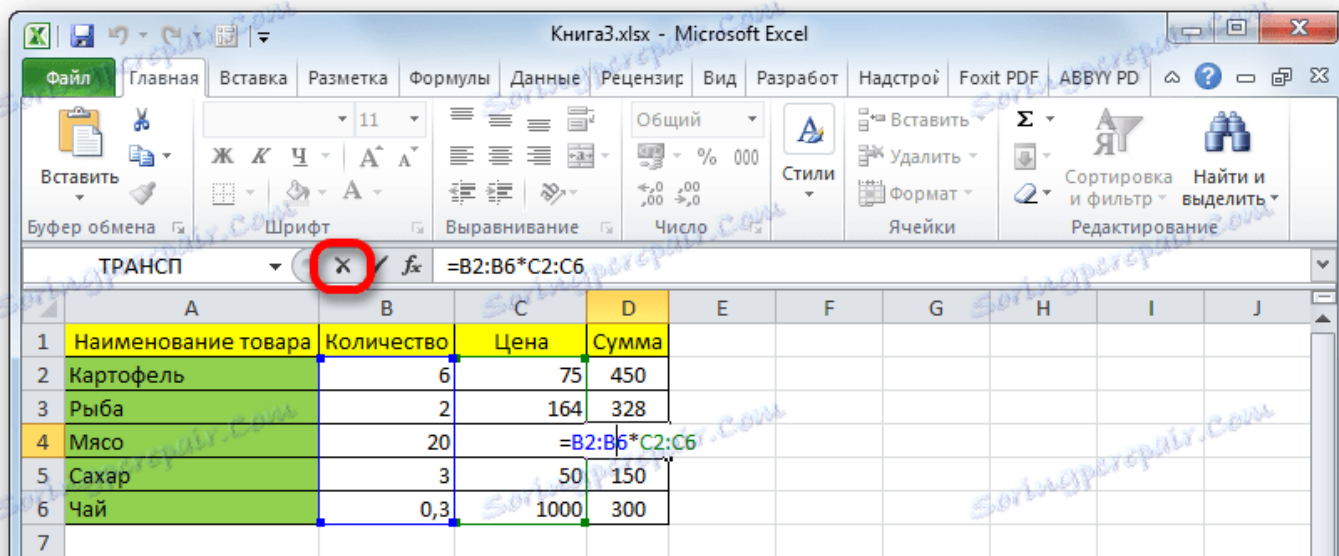 Книга3.xlsx - Microsoft Excel
Файл Главная Вставка Разметка Формулы Данные Рецензир Вид Разработ Надстрой Foxit PDF ABBYY PD
11 Общий Вставить Σ
Ж К Ч А А % 000 Удалить
Вставить А Стили Формат Сортировка и фильтр Найти и выделить
Буфер обмена Шрифт Выравнивание Число Ячейки Редактирование
ТРАНСП fx =B2:B6*C2:C6
A B C D E F G H I J
1 Наименование товара Количество Цена Сумма
2 Картофель 6 75 450
3 Рыба 2 164 328
4 Мясо 20 =B2:B6*C2:C6
5 Сахар 3 50 150
6 Чай 0,3 1000 300
7